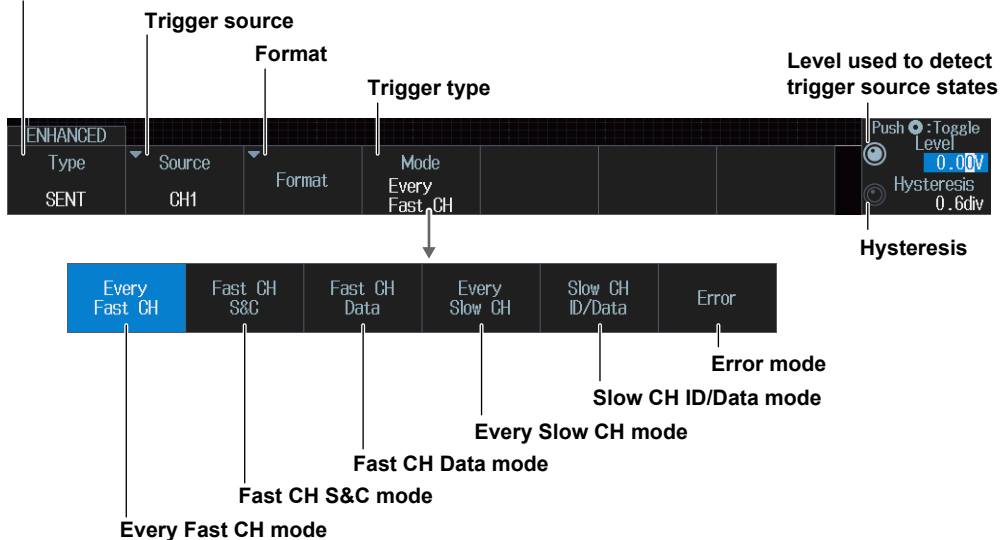 Trigger source
Format
Trigger type
Level used to detect
trigger source states
ENHANCED
Type
SENT
Source
CH1
Format
Mode
Every
Fast CH
Push :Toggle
Level
0.00V
Hysteresis
0.6div
Hysteresis
Every
Fast CH
Fast CH
S&C
Fast CH
Data
Every
Slow CH
Slow CH
ID/Data
Error
Error mode
Slow CH ID/Data mode
Every Slow CH mode
Fast CH Data mode
Fast CH S&C mode
Every Fast CH mode